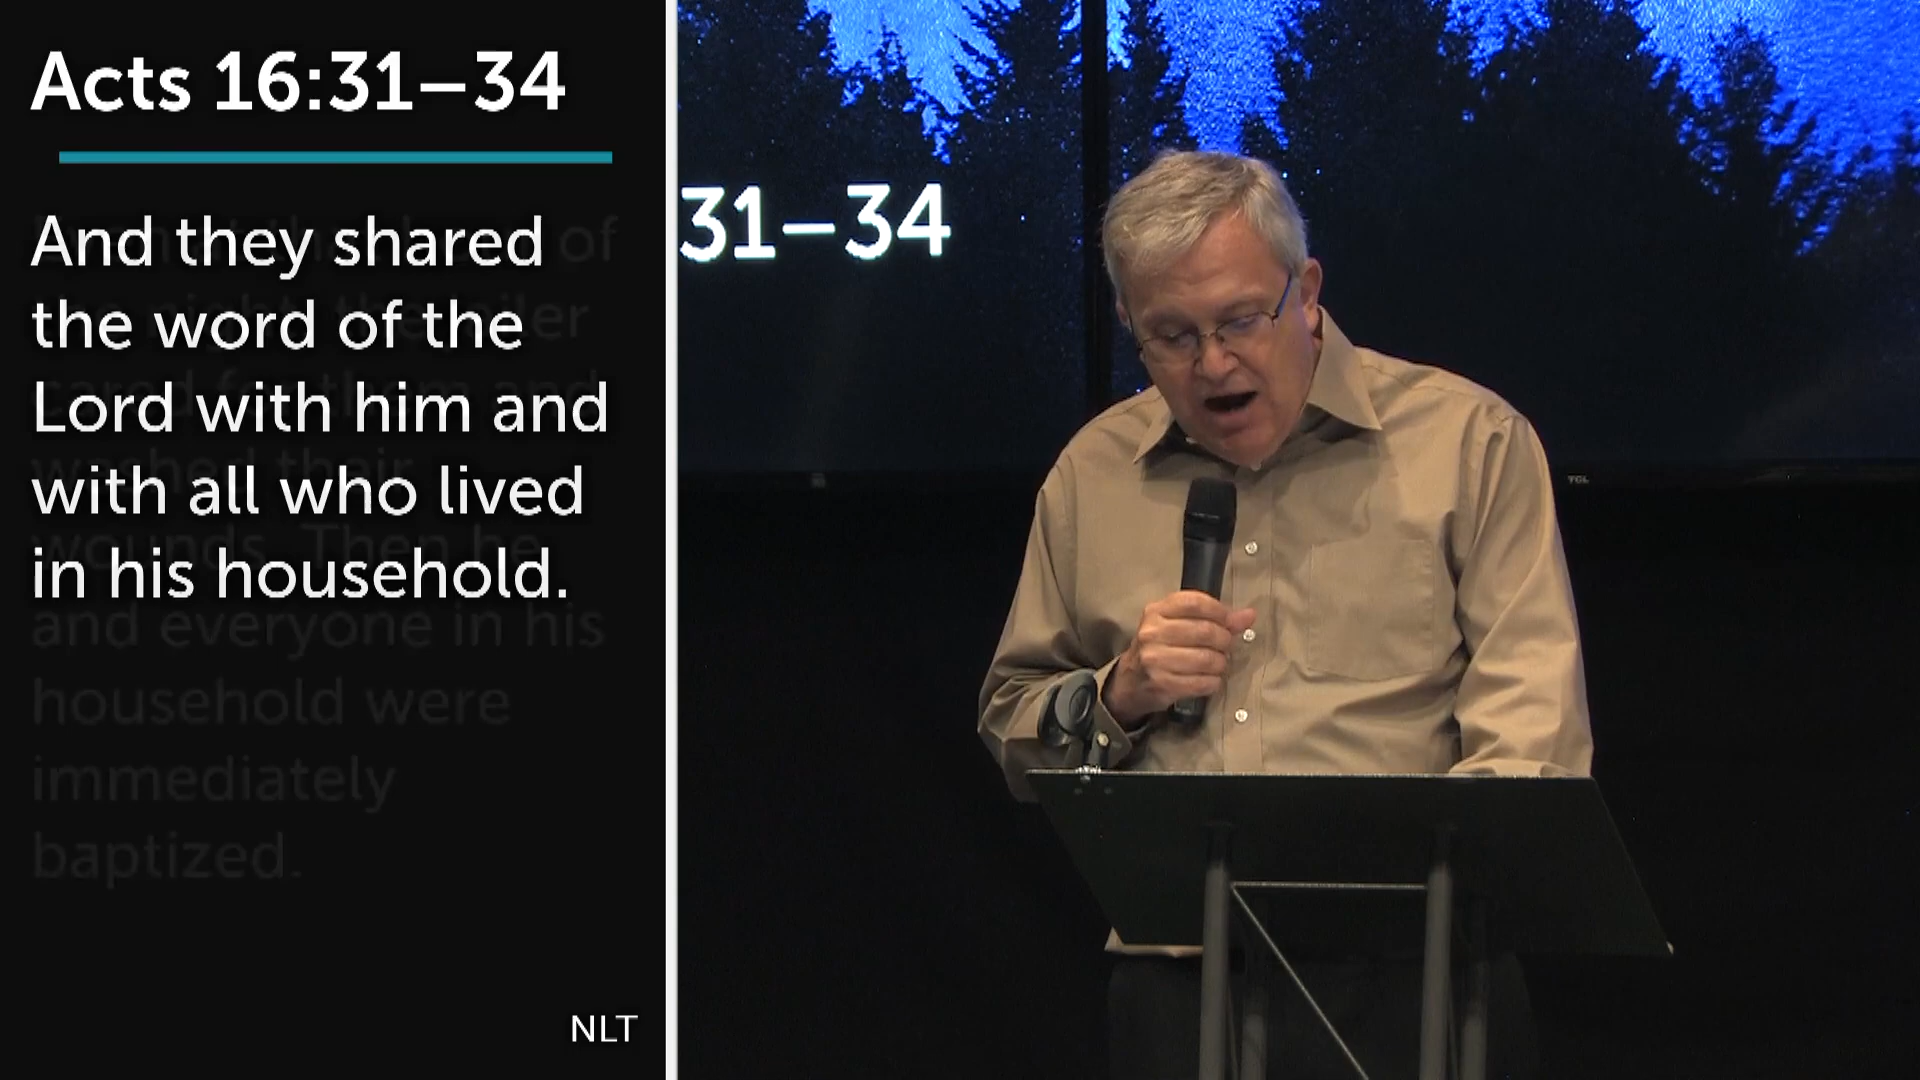 Acts 16:31–34
And they shared
the word of the
Lord with him and
with all who lived
in his household.
and everyone in his
household were
immediately
baptized.
NLT
31–34
TCL